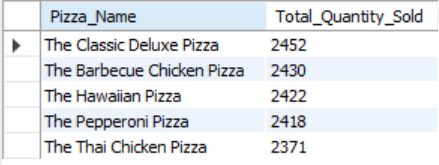 Pizza_Name Total_Quantity_Sold
The Classic Deluxe Pizza 2452
The Barbecue Chicken Pizza 2430
The Hawaiian Pizza 2422
The Pepperoni Pizza 2418
The Thai Chicken Pizza 2371